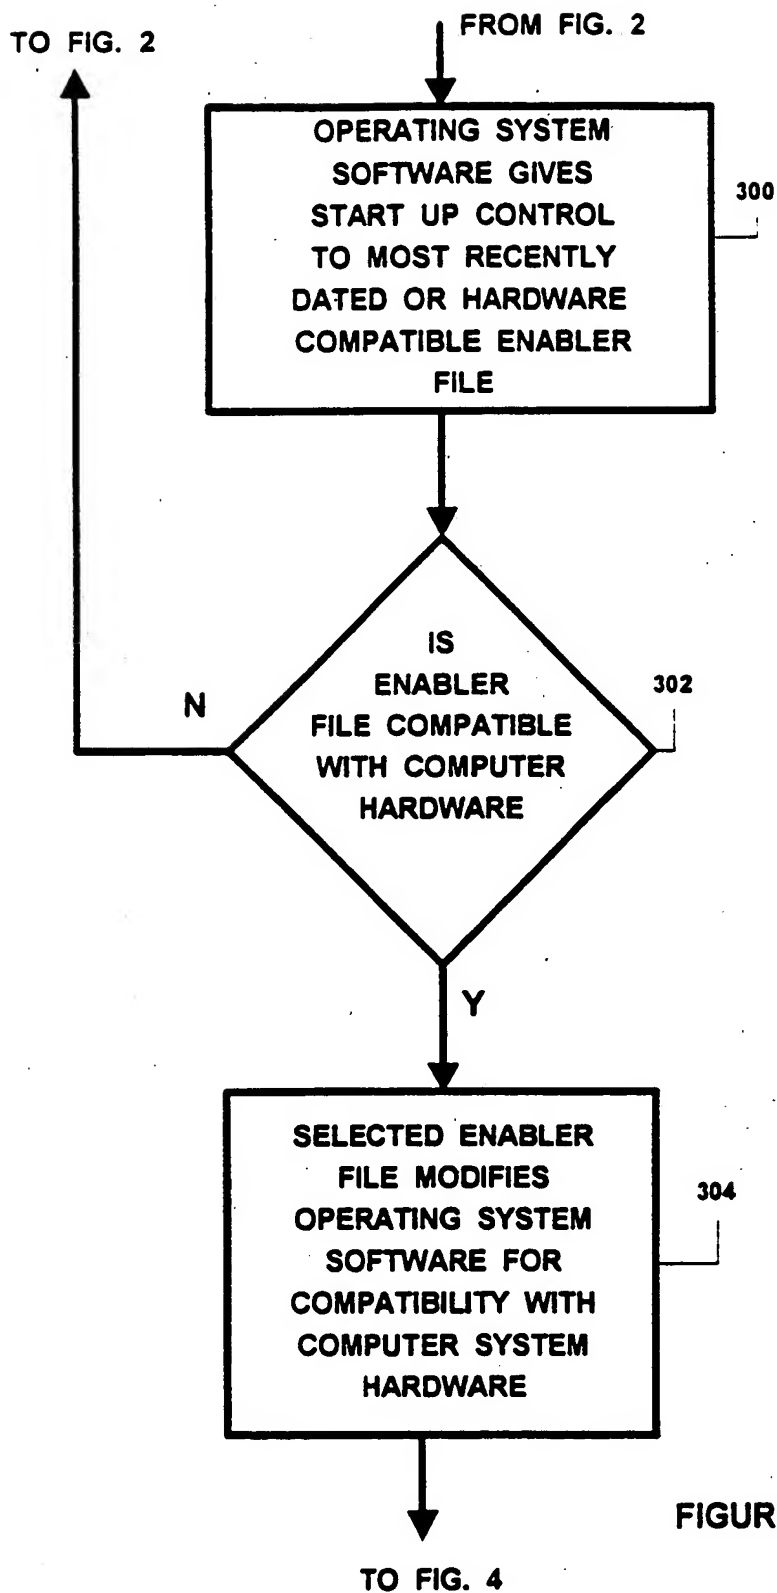 TO FIG. 2
FROM FIG. 2
OPERATING SYSTEM
SOFTWARE GIVES
START UP CONTROL
TO MOST RECENTLY
DATED OR HARDWARE
COMPATIBLE ENABLER
FILE
300
IS
ENABLER
FILE COMPATIBLE
WITH COMPUTER
HARDWARE
302
N
Y
SELECTED ENABLER
FILE MODIFIES
OPERATING SYSTEM
SOFTWARE FOR
COMPATIBILITY WITH
COMPUTER SYSTEM
HARDWARE
304
FIGUR
TO FIG. 4